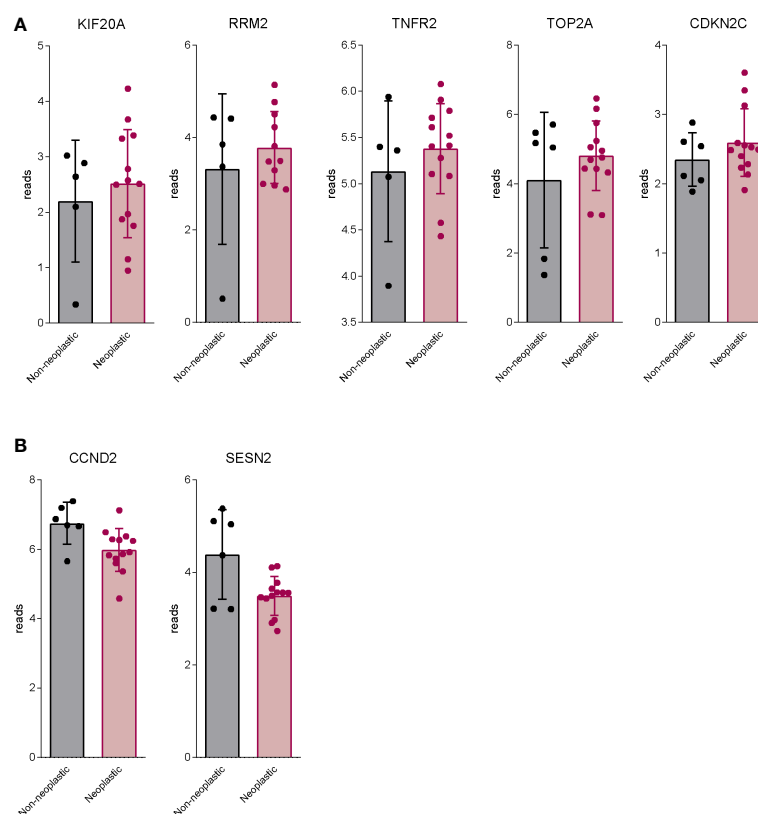 A
KIF20A
RRM2
TNFR2
TOP2A
CDKN2C
5
4
3
2
1
0
reads
Non-neoplastic
Neoplastic
6
4
2
0
reads
Non-neoplastic
Neoplastic
6.5
6.0
5.5
5.0
4.5
4.0
3.5
reads
Non-neoplastic
Neoplastic
8
6
4
2
0
reads
Non-neoplastic
Neoplastic
4
3
2
1
0
reads
Non-neoplastic
Neoplastic
B
CCND2
SESN2
8
6
4
2
0
reads
Non-neoplastic
Neoplastic
6
4
2
0
reads
Non-neoplastic
Neoplastic